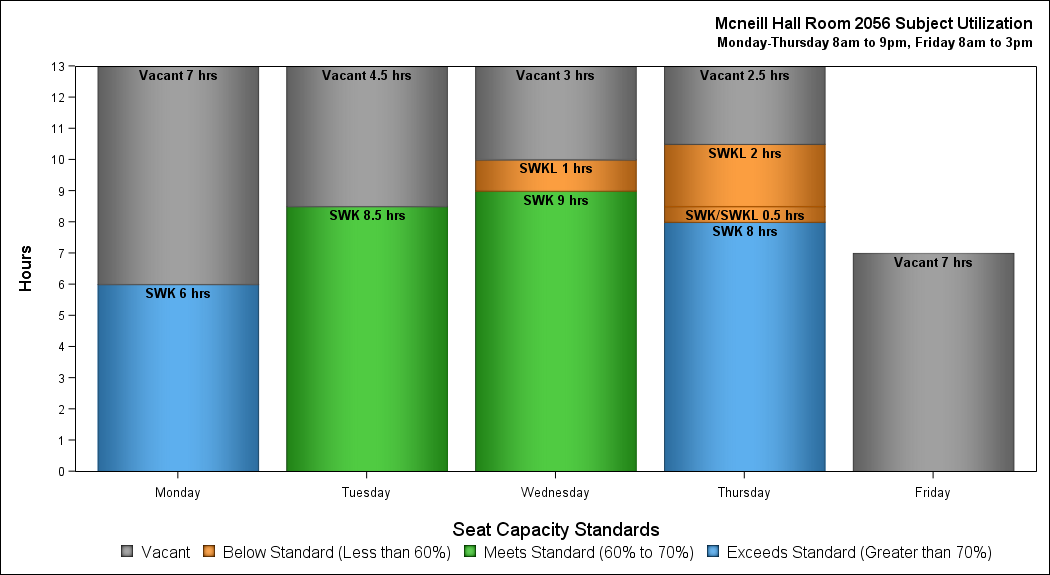 Mcneill Hall Room 2056 Subject Utilization
Monday-Thursday 8am to 9pm, Friday 8am to 3pm
Hours
13
12
11
10
9
8
7
6
5
4
3
2
1
0
Vacant 7 hrs
SWK 6 hrs
Vacant 4.5 hrs
SWK 8.5 hrs
Vacant 3 hrs
SWKL 1 hrs
SWK 9 hrs
Vacant 2.5 hrs
SWKL 2 hrs
SWK/SWKL 0.5 hrs
SWK 8 hrs
Vacant 7 hrs
Monday Tuesday Wednesday Thursday Friday
Seat Capacity Standards
Vacant Below Standard (Less than 60%) Meets Standard (60% to 70%) Exceeds Standard (Greater than 70%)